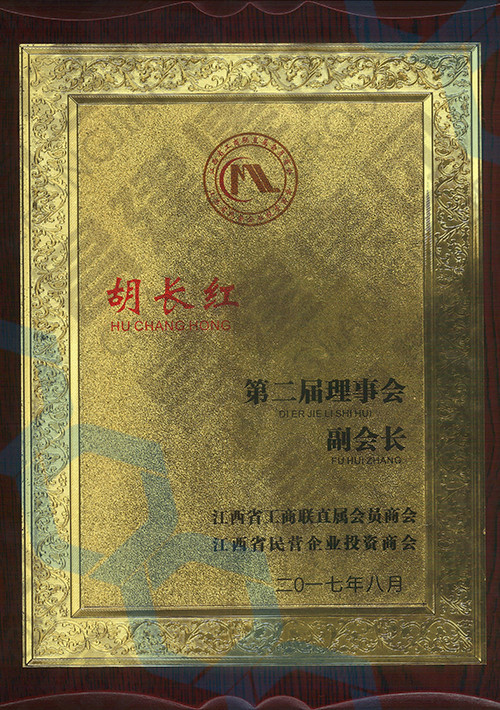 胡长红
HU CHANG HONG
第二届理事会
DI ER JIE LI SHI HUI
副会长
FU HUI ZHANG
江西省工商联直属会员商会
江西省民营企业投资商会
二〇一七年八月